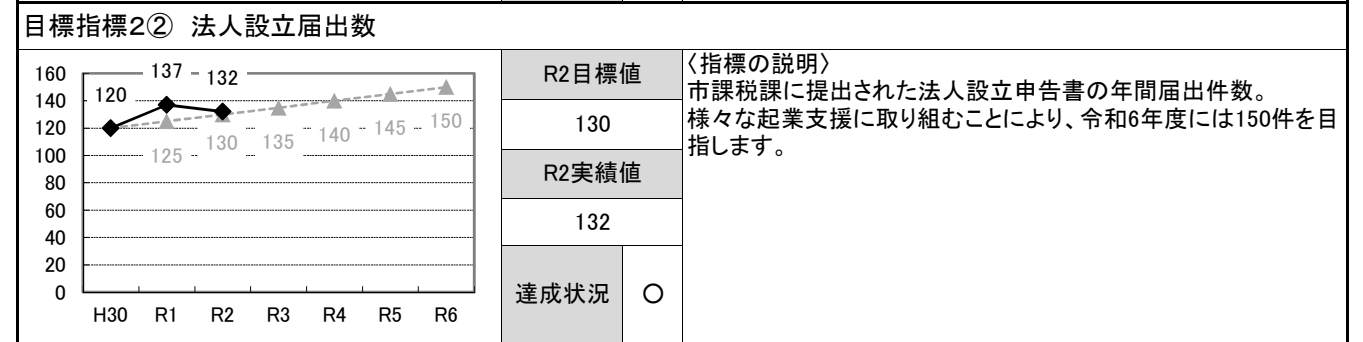 目標指標2② 法人設立届出数
160
140
120
100
80
60
40
20
0
120
137
132
125
130
135
140
145
150
H30 R1 R2 R3 R4 R5 R6
R2目標値
130
R2実績値
132
達成状況 〇
〈指標の説明〉
市課税課に提出された法人設立申告書の年間届出件数。
様々な起業支援に取り組むことにより、令和6年度には150件を目
指します。